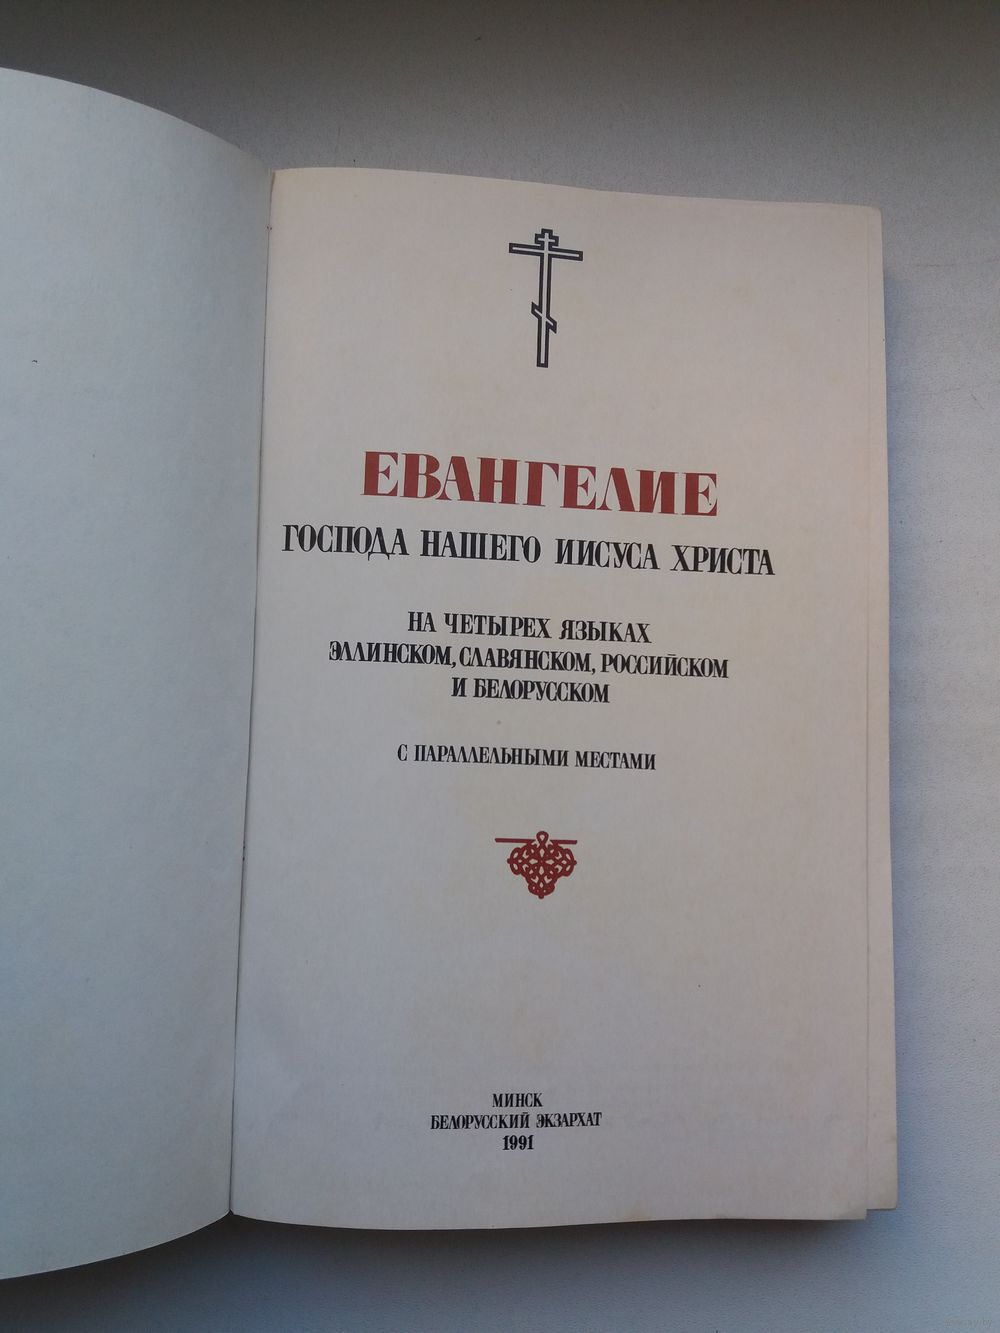 ЕВАНГЕЛИЕ
ГОСПОДА НАШЕГО ИИСУСА ХРИСТА
НА ЧЕТЫРЕХ ЯЗЫКАХ
ЭЛЛИНСКОМ, СЛАВЯНСКОМ, РОССИЙСКОМ
И БЕЛОРУССКОМ
С ПАРАЛЛЕЛЬНЫМИ МЕСТАМИ
МИНСК
БЕЛОРУССКИЙ ЭКЗАРХАТ
1991